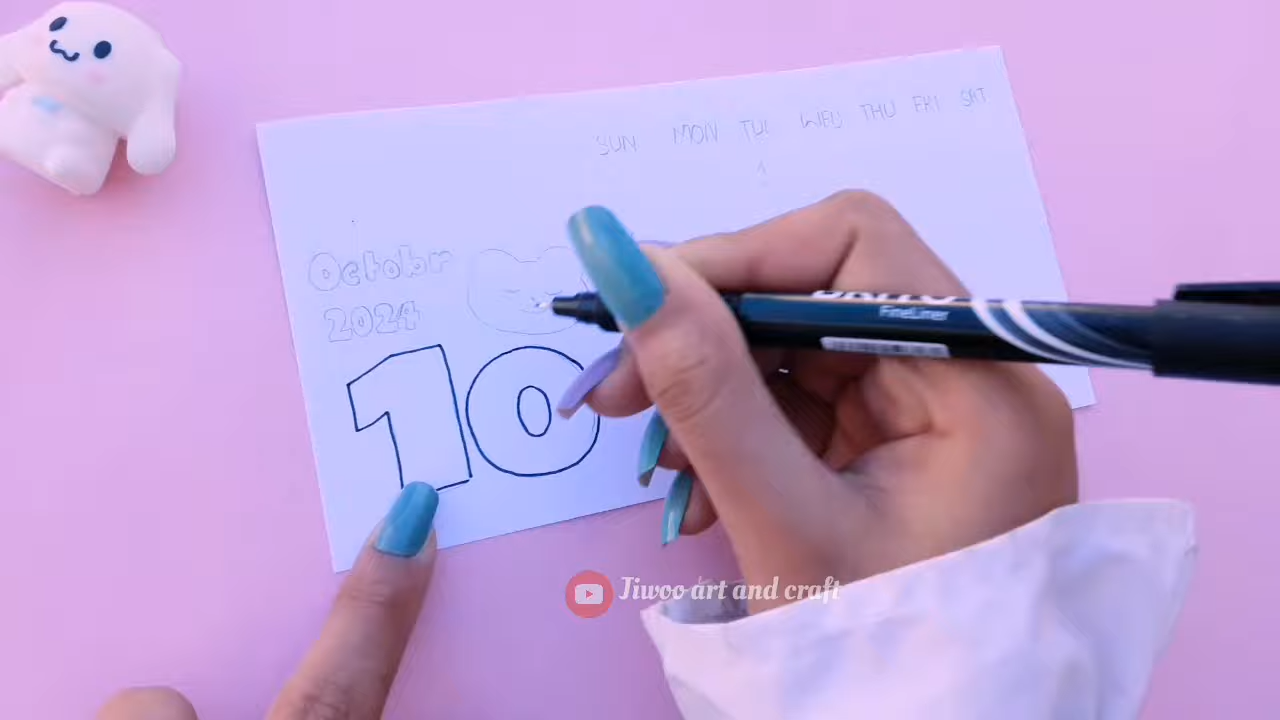 SUN MON TUE WED THU FRI SAT
1
Octobr
2024
10
FineLiner
Jiwoo art and craft